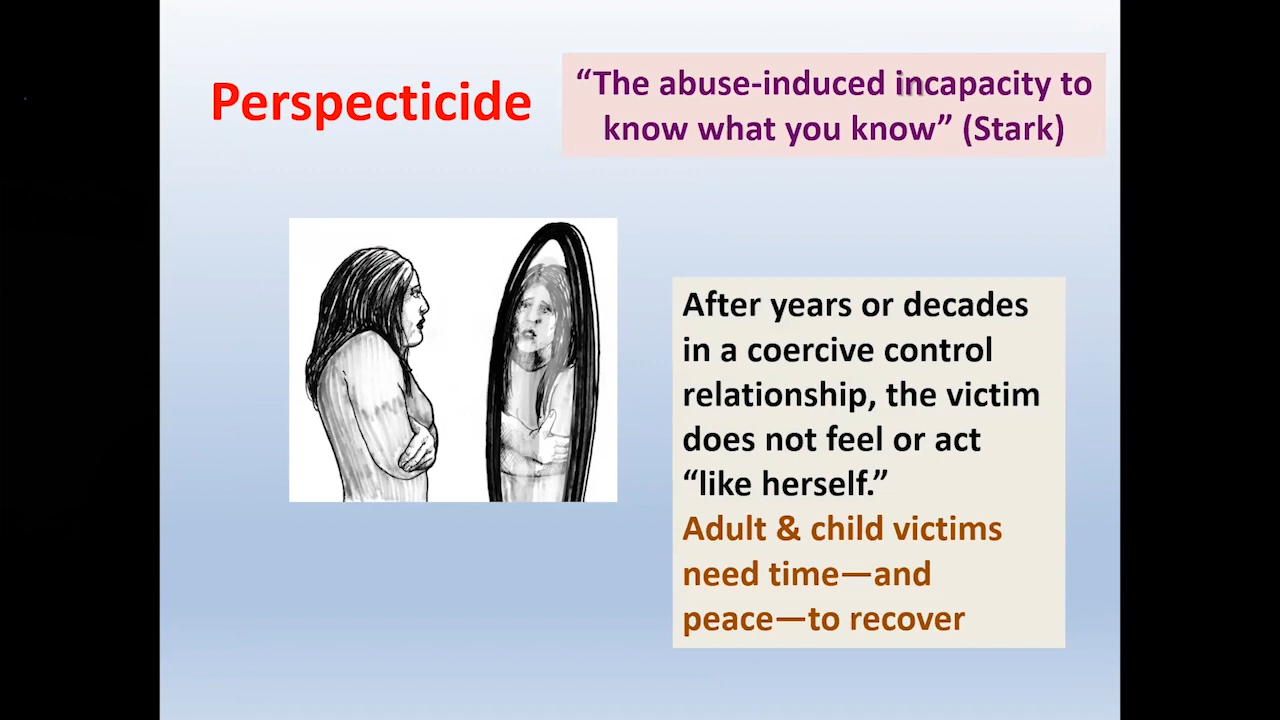 Perspecticide
“The abuse-induced incapacity to
know what you know” (Stark)
After years or decades
in a coercive control
relationship, the victim
does not feel or act
“like herself.”
Adult & child victims
need time—and
peace—to recover